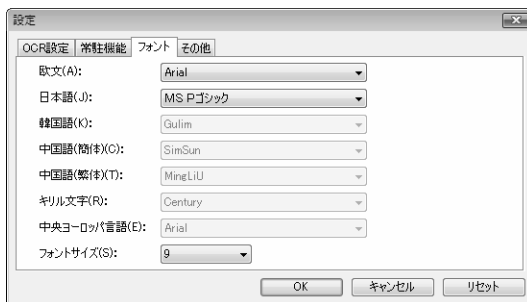 設定
OCR設定 常駐機能 フォント その他
欧文(A): Arial
日本語(J): MS Pゴシック
韓国語(K): Gulim
中国語(簡体)(C): SimSun
中国語(繁体)(T): MingLiU
キリル文字(R): Century
中央ヨーロッパ言語(E): Arial
フォントサイズ(S): 9
OK キャンセル リセット